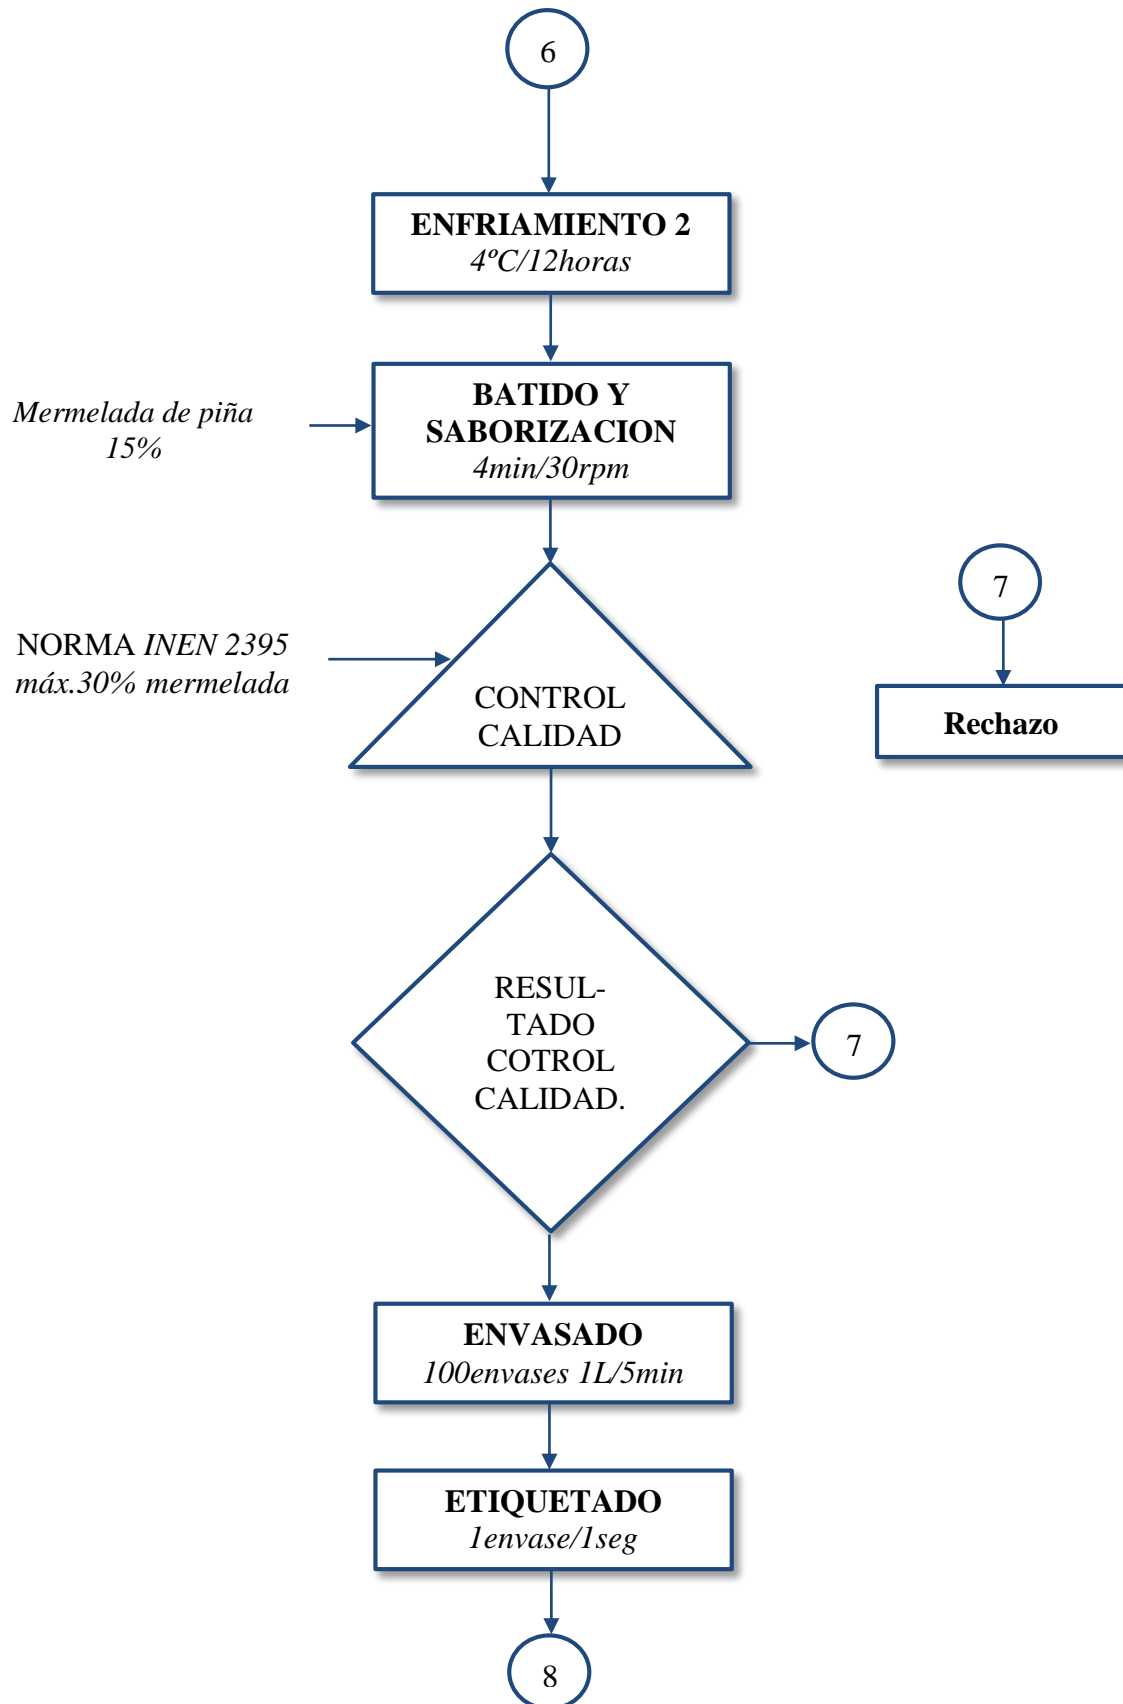 6
ENFRIAMIENTO 2
4ºC/12horas
BATIDO Y
SABORIZACION
4min/30rpm
Mermelada de piña
15%
NORMA INEN 2395
máx.30% mermelada
CONTROL
CALIDAD
7
Rechazo
RESUL-
TADO
COTROL
CALIDAD.
7
ENVASADO
100envases 1L/5min
ETIQUETADO
1envase/1seg
8